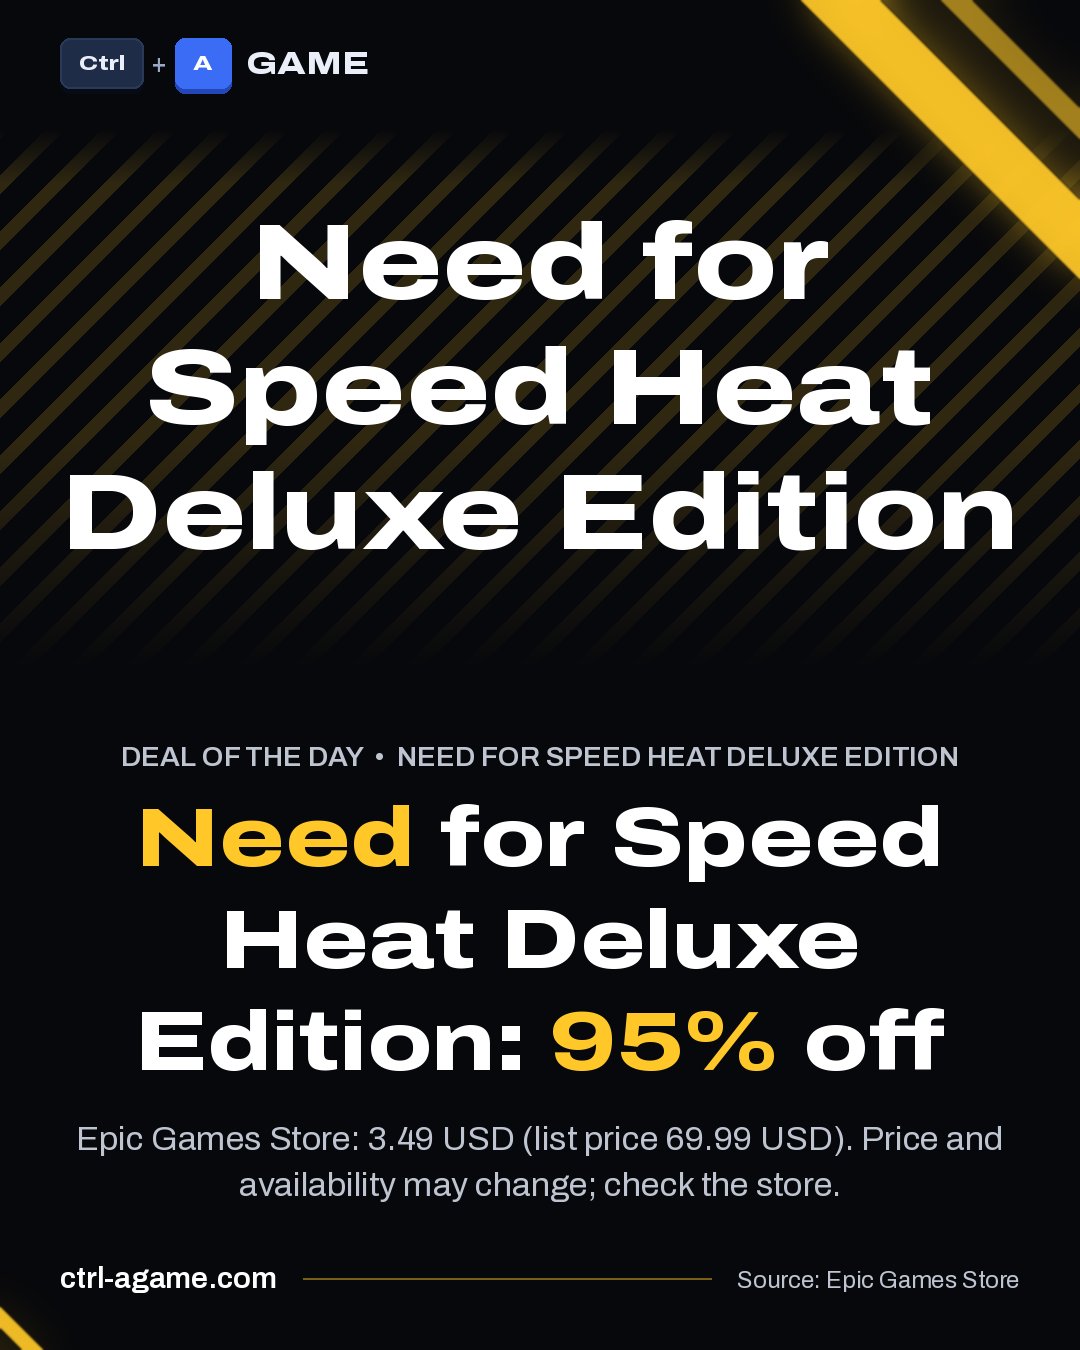 Ctrl + A GAME
Need for
Speed Heat
Deluxe Edition
DEAL OF THE DAY • NEED FOR SPEED HEAT DELUXE EDITION
Need for Speed
Heat Deluxe
Edition: 95% off
Epic Games Store: 3.49 USD (list price 69.99 USD). Price and
availability may change; check the store.
ctrl-agame.com
Source: Epic Games Store